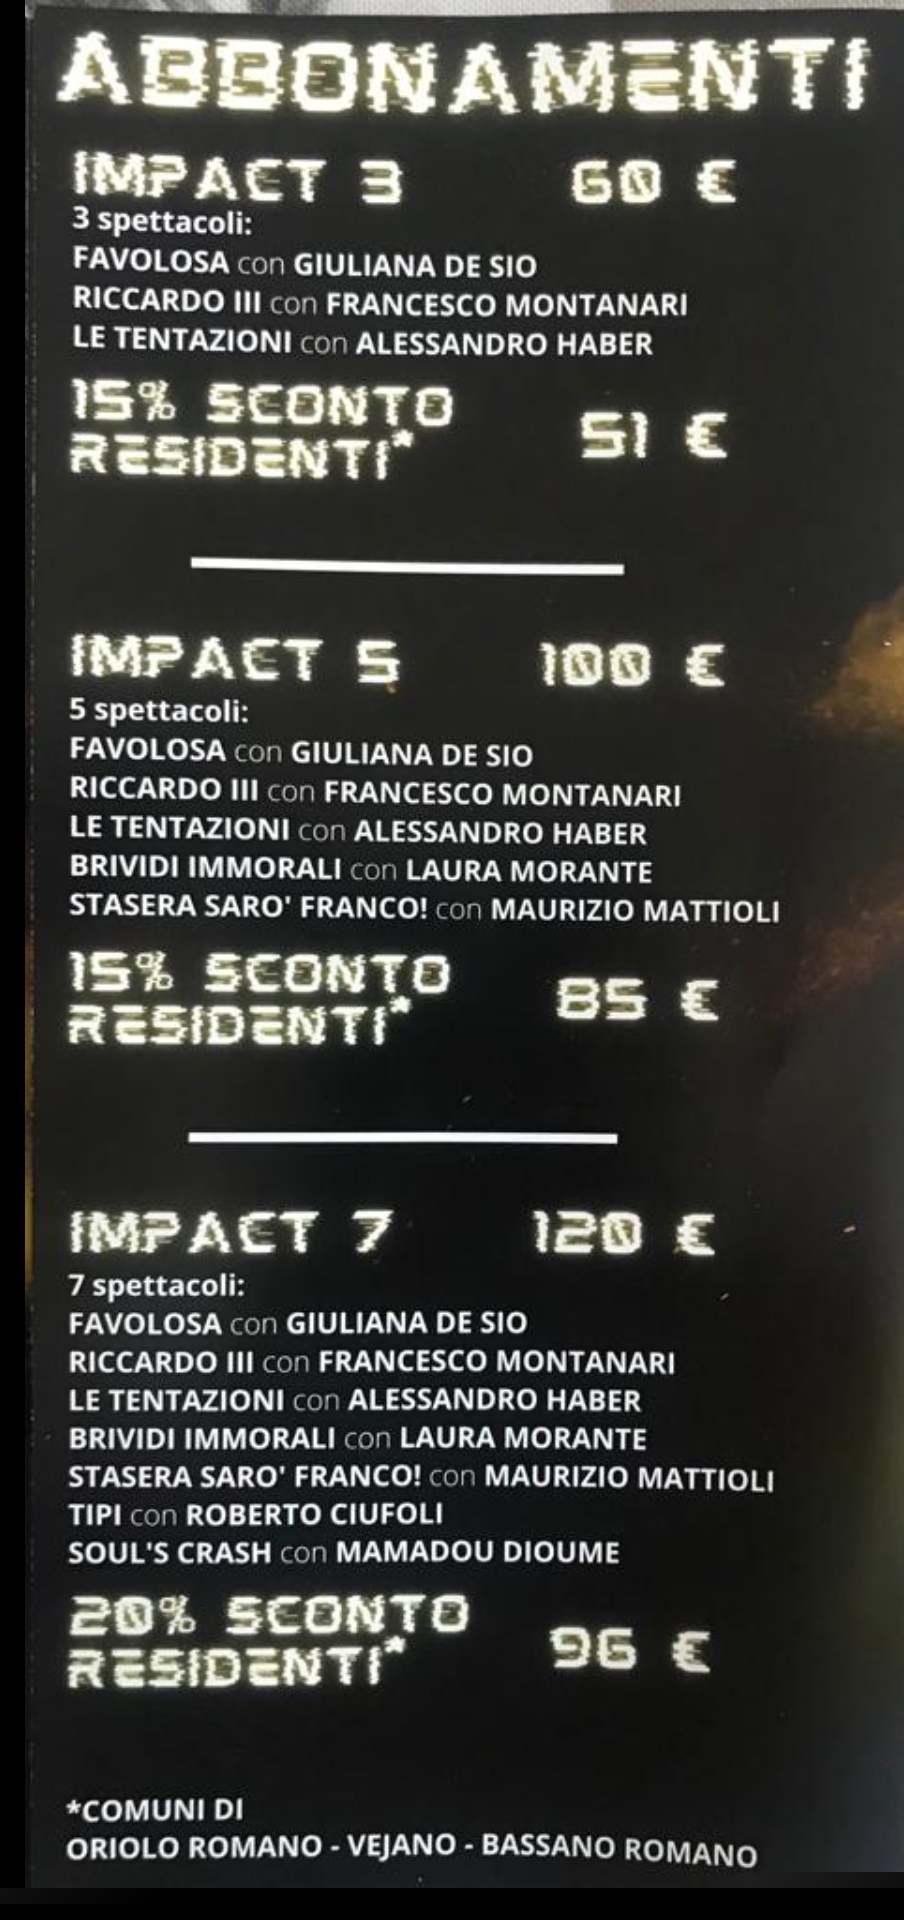 ABBONAMENTI
IMPACT 3 60 €
3 spettacoli:
FAVOLOSA con GIULIANA DE SIO
RICCARDO III con FRANCESCO MONTANARI
LE TENTAZIONI con ALESSANDRO HABER
15% SCONTO
RESIDENTI* 51 €
IMPACT 5 100 €
5 spettacoli:
FAVOLOSA con GIULIANA DE SIO
RICCARDO III con FRANCESCO MONTANARI
LE TENTAZIONI con ALESSANDRO HABER
BRIVIDI IMMORALI con LAURA MORANTE
STASERA SARO' FRANCO! con MAURIZIO MATTIOLI
15% SCONTO
RESIDENTI* 85 €
IMPACT 7 120 €
7 spettacoli:
FAVOLOSA con GIULIANA DE SIO
RICCARDO III con FRANCESCO MONTANARI
LE TENTAZIONI con ALESSANDRO HABER
BRIVIDI IMMORALI con LAURA MORANTE
STASERA SARO' FRANCO! con MAURIZIO MATTIOLI
TIPI con ROBERTO CIUFOLI
SOUL'S CRASH con MAMADOU DIOUME
20% SCONTO
RESIDENTI* 96 €
*COMUNI DI
ORIOLO ROMANO - VEJANO - BASSANO ROMANO